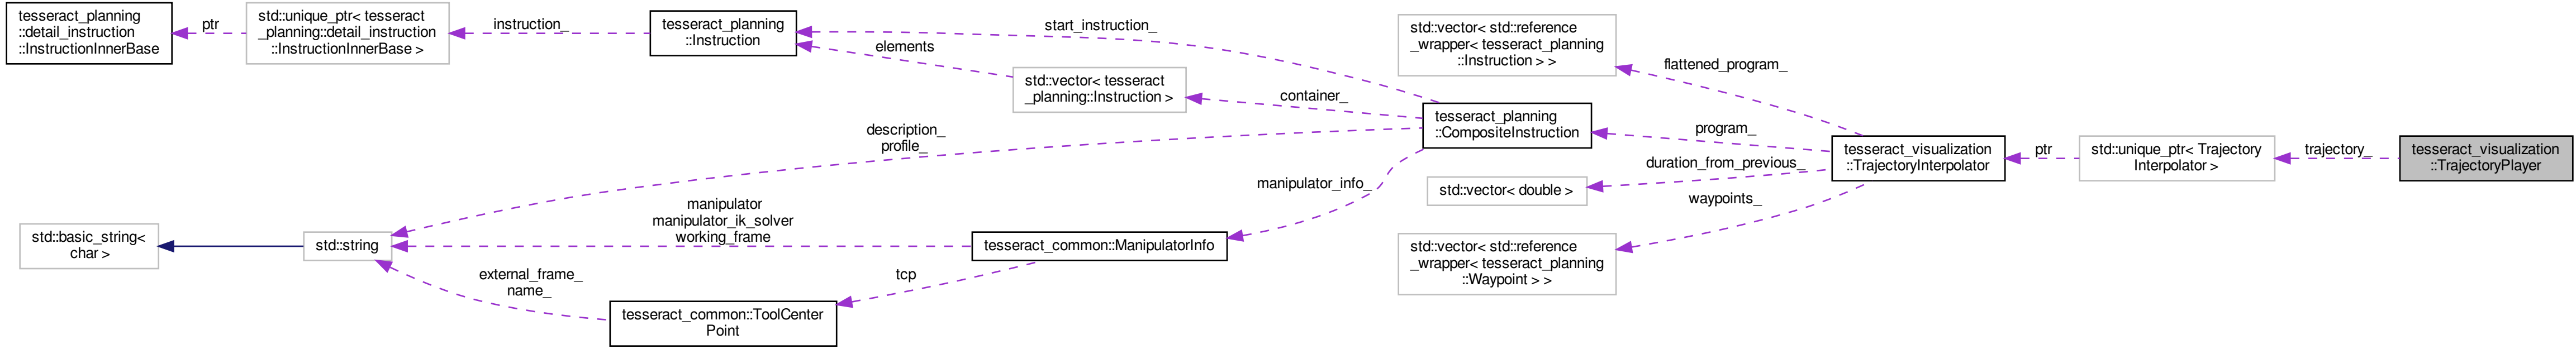 tesseract_planning
::detail_instruction
::InstructionInnerBase
ptr
std::unique_ptr< tesseract
_planning::detail_instruction
::InstructionInnerBase >
instruction_
tesseract_planning
::Instruction
start_instruction_
elements
std::vector< tesseract
_planning::Instruction >
container_
description_
profile_
std::vector< std::reference
_wrapper< tesseract_planning
::Instruction > >
flattened_program_
tesseract_planning
::CompositeInstruction
program_
duration_from_previous_
std::vector< double >
waypoints_
std::vector< std::reference
_wrapper< tesseract_planning
::Waypoint > >
tesseract_visualization
::TrajectoryInterpolator
ptr
std::unique_ptr< Trajectory
Interpolator >
trajectory_
tesseract_visualization
::TrajectoryPlayer
manipulator_info_
manipulator
manipulator_ik_solver
working_frame
std::basic_string<
char >
std::string
tesseract_common::ManipulatorInfo
external_frame_
name_
tcp
tesseract_common::ToolCenter
Point